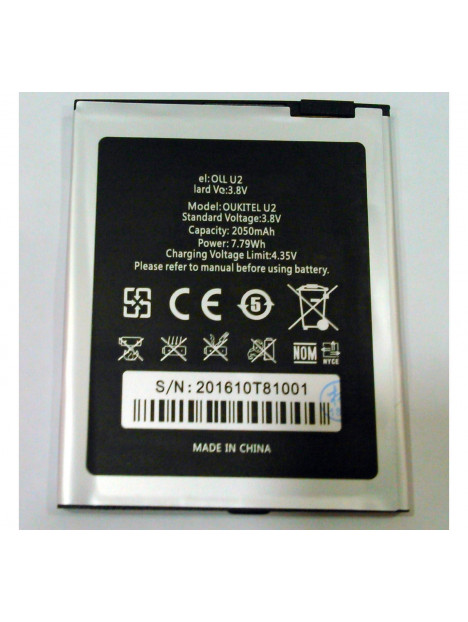 el: OLL U2
lard Vo:3.8V
Model:OUKITEL U2
Standard Voltage:3.8V
Capacity: 2050mAh
Power: 7.79Wh
Charging Voltage Limit:4.35V
Please refer to manual before using battery.
CE
5
NOM
NYCE
S/N: 201610T81001
MADE IN CHINA